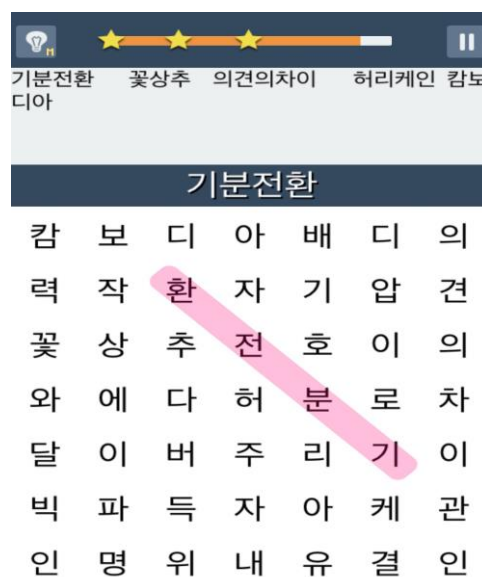 기분전환 꽃상추 의견의차이 허리케인 캄보
디아
기분전환
캄 보 디 아 배 디 의
력 작 환 자 기 압 견
꽃 상 추 전 호 이 의
와 에 다 허 분 로 차
달 이 버 주 리 기 이
빅 파 득 자 아 케 관
인 명 위 내 유 결 인